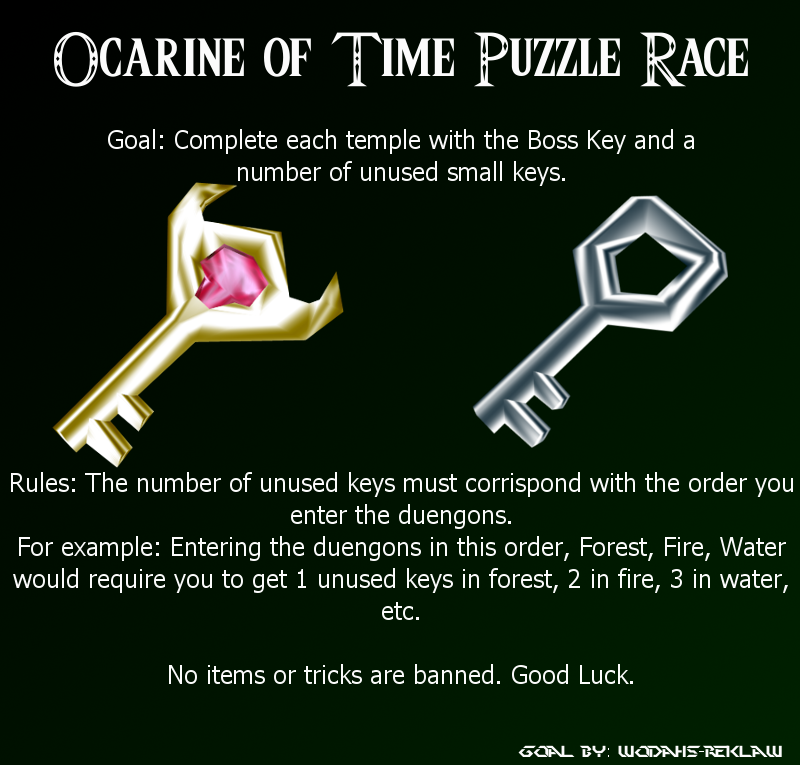 Ocarine of Time Puzzle Race
Goal: Complete each temple with the Boss Key and a
number of unused small keys.
Rules: The number of unused keys must corrispond with the order you
enter the duengons.
For example: Entering the duengons in this order, Forest, Fire, Water
would require you to get 1 unused keys in forest, 2 in fire, 3 in water,
etc.
No items or tricks are banned. Good Luck.
Goal by: Wodahs-Reklaw